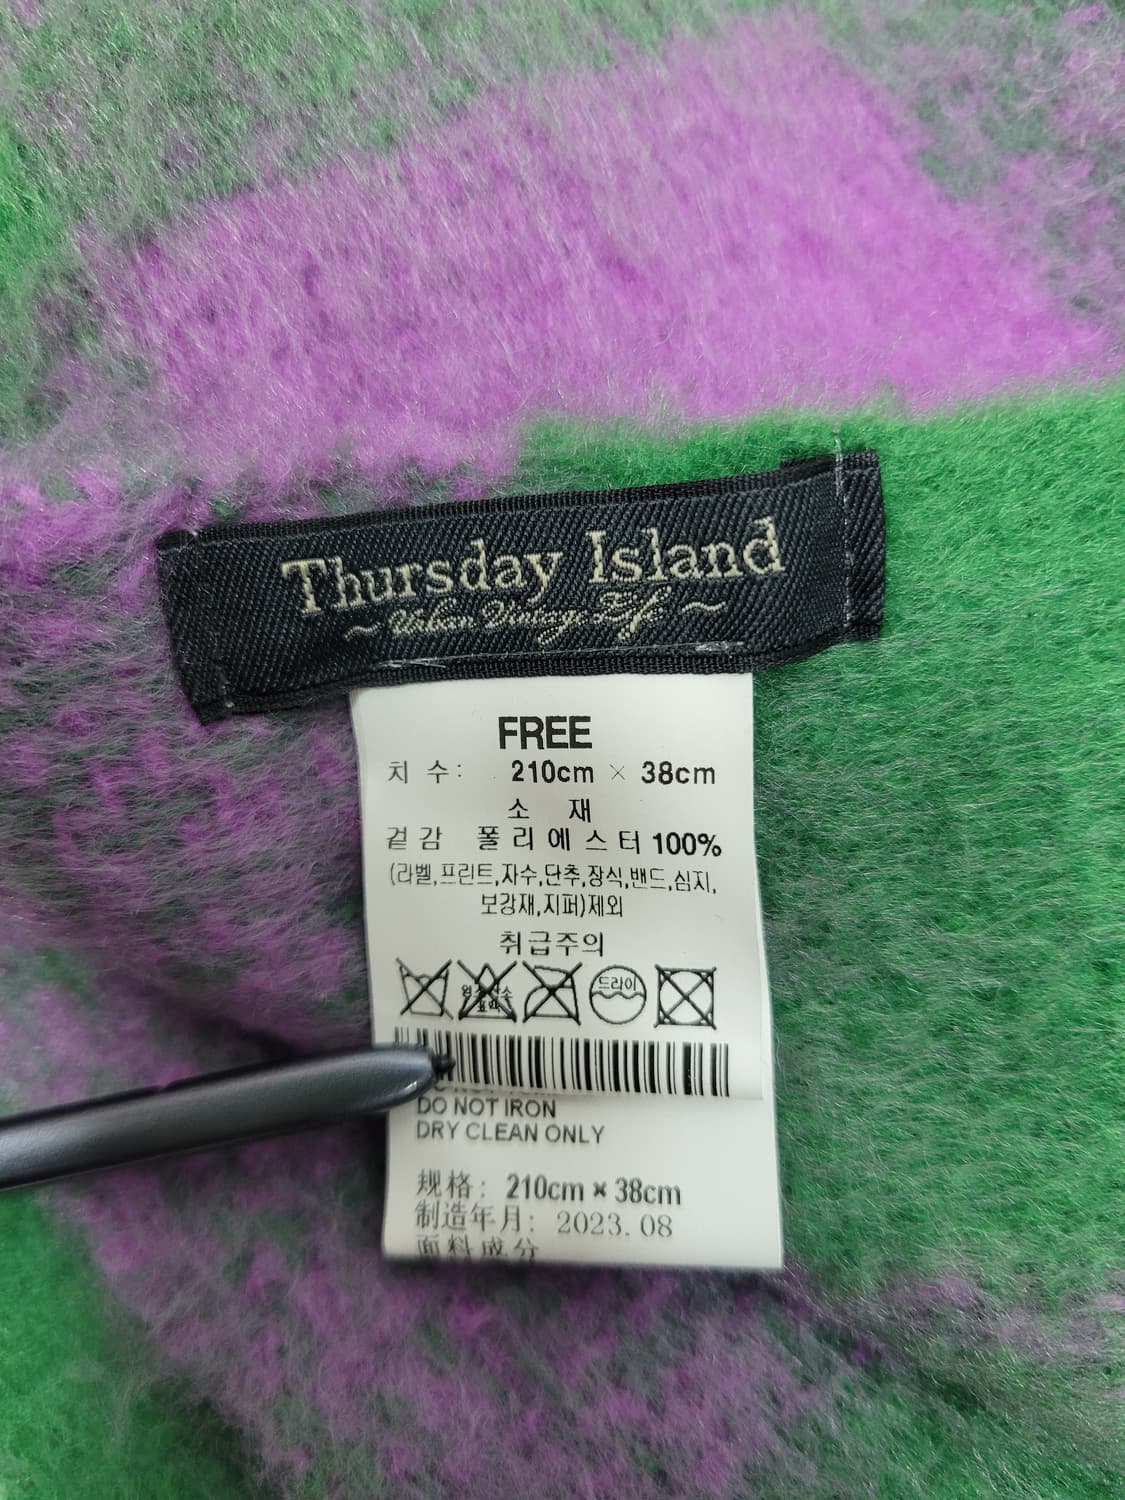 Thursday Island
~ Urban Vintage Life ~
FREE
치 수 : 210cm × 38cm
소 재
겉감 폴리에스터 100%
(라벨,프린트,자수,단추,장식,밴드,심지,
보강재,지퍼)제외
취급주의
드라이
DO NOT IRON
DRY CLEAN ONLY
规格: 210cm × 38cm
制造年月: 2023.08
面料成分